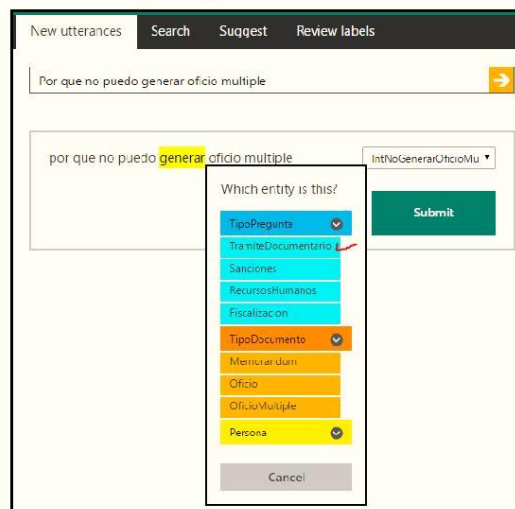 New utterances Search Suggest Review labels
Por que no puedo generar oficio multiple
por que no puedo generar oficio multiple IntNoGenerarOficioMu
Which entity is this?
Submit
TipoPregunta
TramiteDocumentario
Sanciones
RecursosHumanos
Fiscalizacion
TipoDocumento
Memorandum
Oficio
OficioMultiple
Persona
Cancel